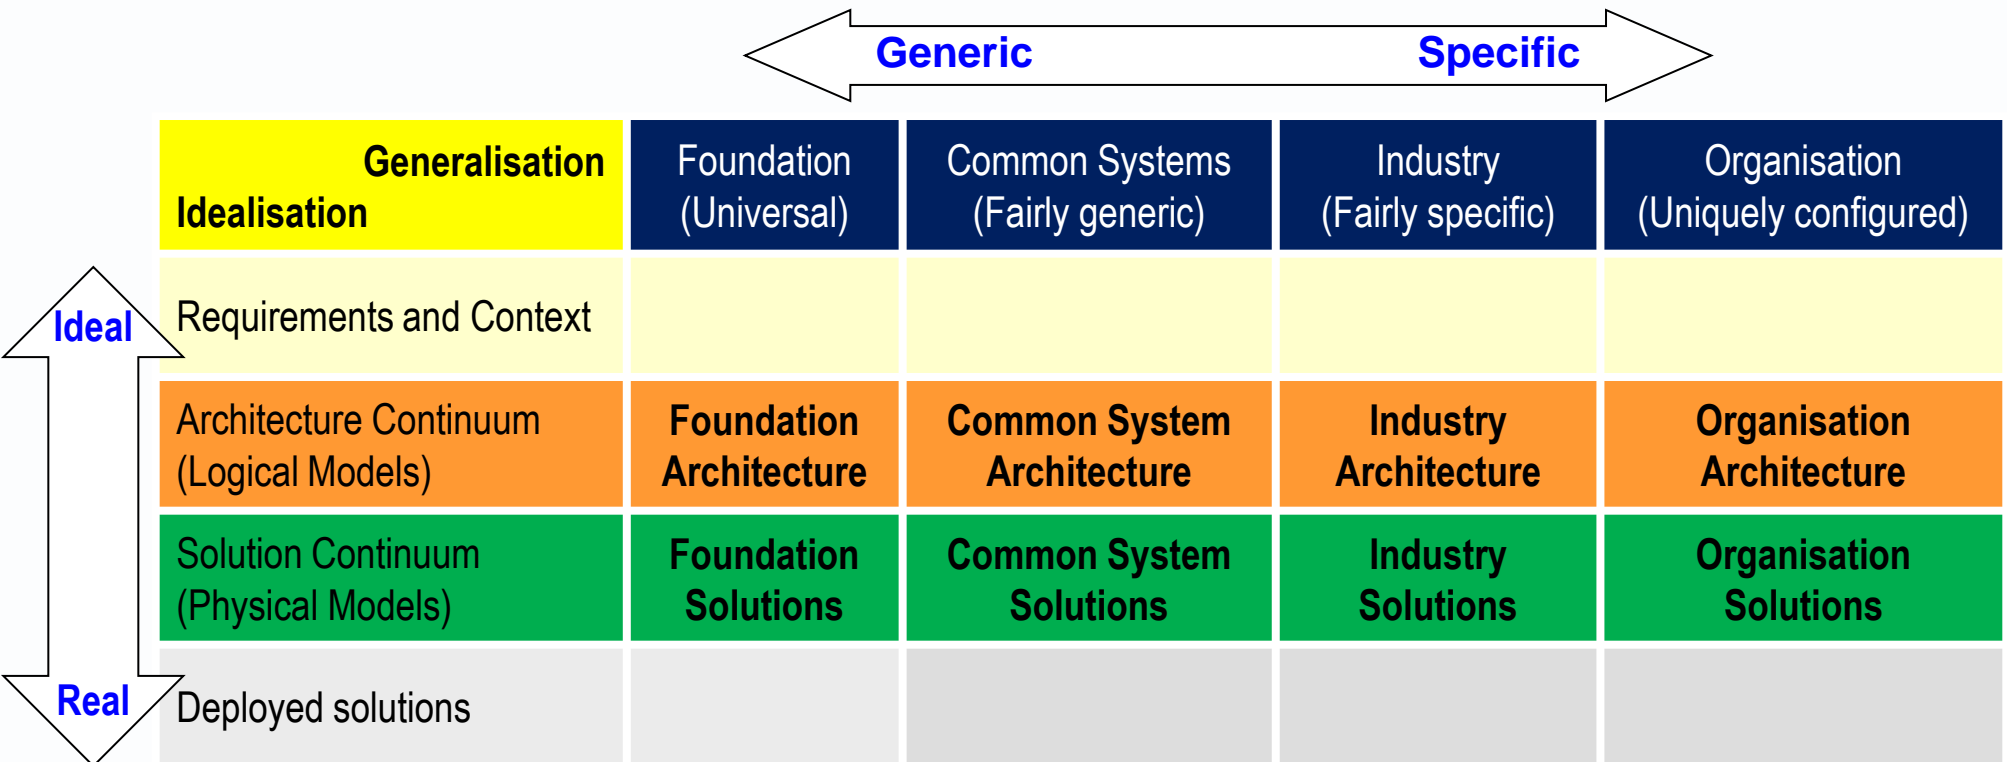 Generic Specific
Generalisation
Idealisation
Foundation
(Universal)
Common Systems
(Fairly generic)
Industry
(Fairly specific)
Organisation
(Uniquely configured)
Ideal
Requirements and Context
Architecture Continuum
(Logical Models)
Foundation
Architecture
Common System
Architecture
Industry
Architecture
Organisation
Architecture
Solution Continuum
(Physical Models)
Foundation
Solutions
Common System
Solutions
Industry
Solutions
Organisation
Solutions
Real
Deployed solutions